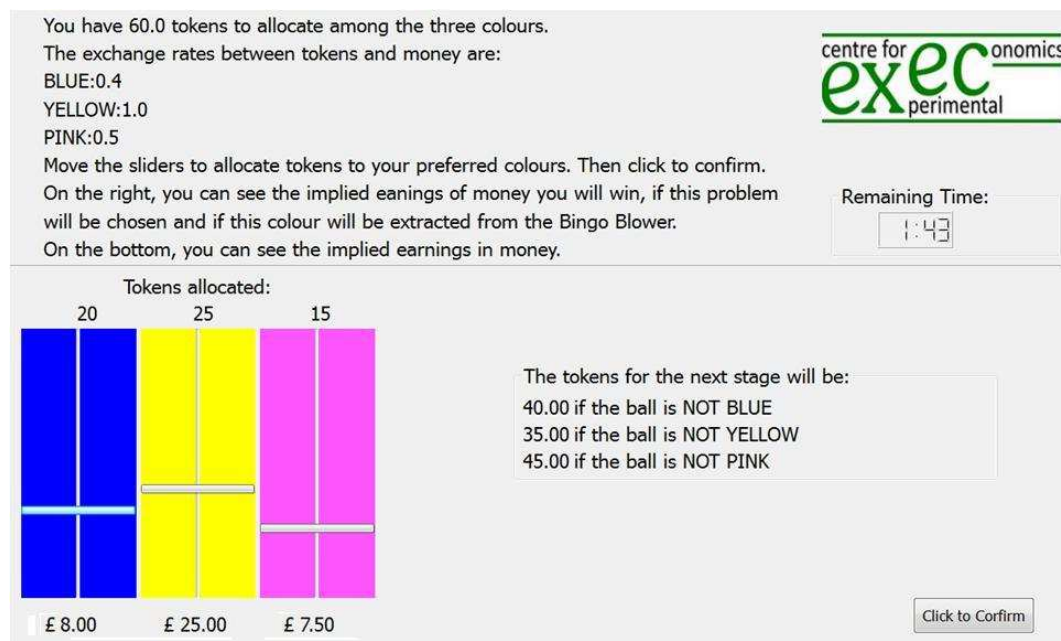 You have 60.0 tokens to allocate among the three colours.
The exchange rates between tokens and money are:
BLUE:0.4
YELLOW:1.0
PINK:0.5
Move the sliders to allocate tokens to your preferred colours. Then click to confirm.
On the right, you can see the implied eanings of money you will win, if this problem
will be chosen and if this colour will be extracted from the Bingo Blower.
On the bottom, you can see the implied earnings in money.
centre for economics
exec
perimental
Remaining Time:
1:43
Tokens allocated:
20 25 15
The tokens for the next stage will be:
40.00 if the ball is NOT BLUE
35.00 if the ball is NOT YELLOW
45.00 if the ball is NOT PINK
£ 8.00 £ 25.00 £ 7.50
Click to Corfirm